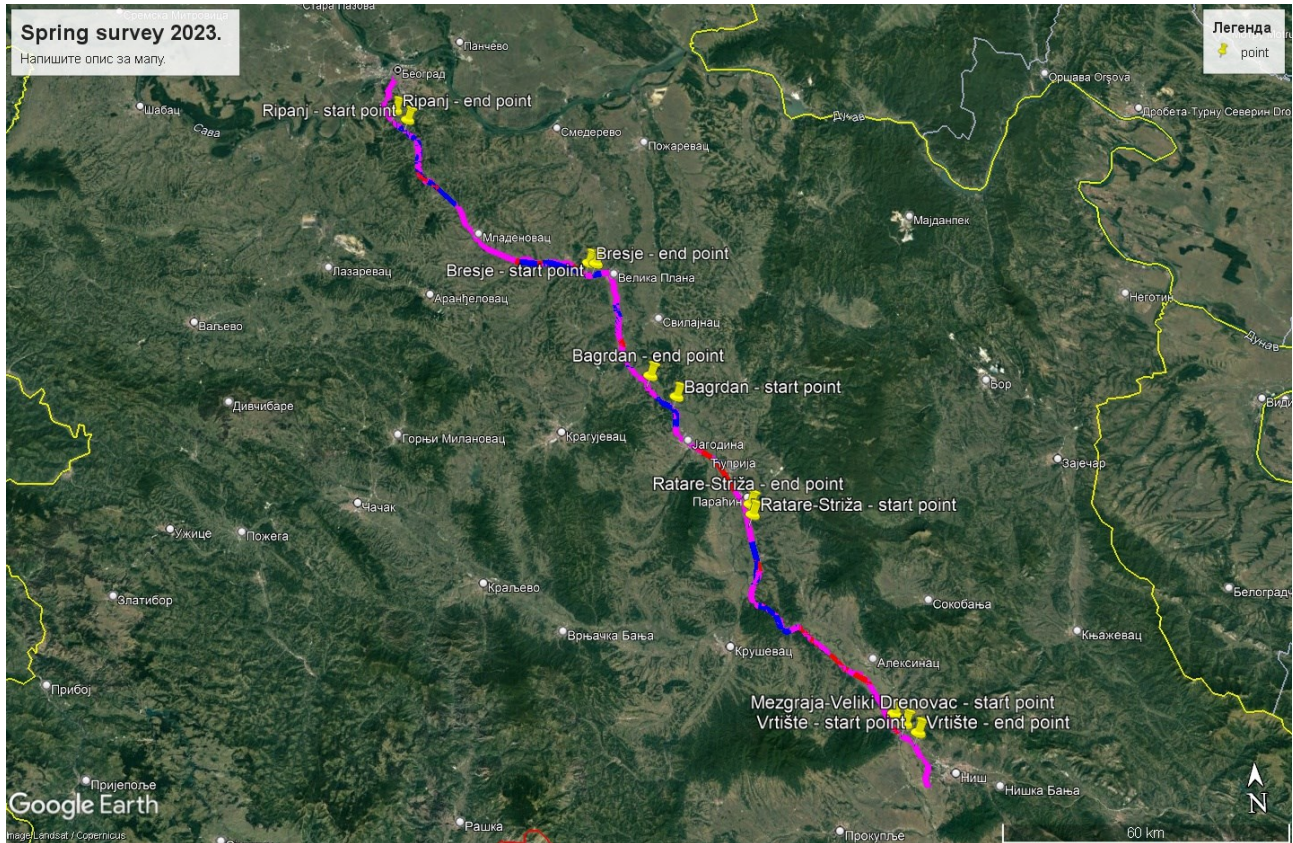 Стара Пазова
Spring survey 2023.
Напишите опис за мапу.
Легенда
point
Панчево
Београд
Оршава Orșova
Ripanj - start point
Ripanj - end point
Шабац
Сава
Дунав
Смедерево
Пожаревац
Мајданпек
Младеновац
Bresje - end point
Bresje - start point
Велика Плана
Лазаревац
Аранђеловац
Неготин
Ваљево
Свилајнац
Дунав
Bagrdan - end point
Bagrdan - start point
Бор
Дивчибаре
Горњи Милановац
Крагујевац
Јагодина
Ћуприја
Зајечар
Ratare-Striža - end point
Параћин
Ratare-Striža - start point
Чачак
Ужице
Пожега
Краљево
Златибор
Сокобања
Врњачка Бања
Крушевац
Књажевац
Алексинац
Прибој
Mezgraja-Veliki Drenovac - start point
Vrtište - start point
Vrtište - end point
Ниш
Нишка Бања
Пријепоље
Google Earth
N
Image Landsat / Copernicus
Рашка
Прокупље
60 km